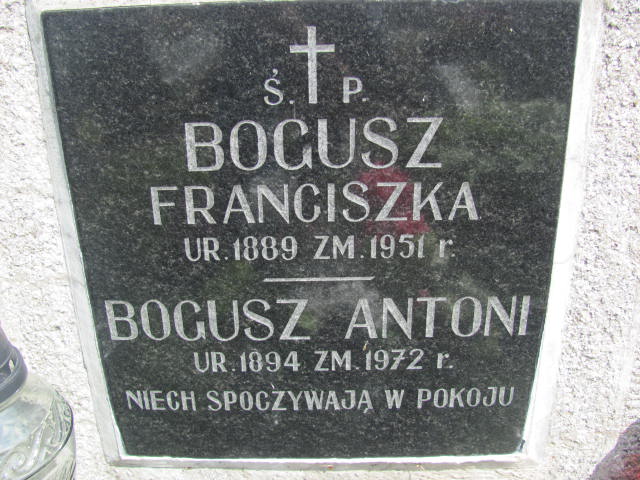 Ś. P.
BOGUSZ
FRANCISZKA
UR. 1889 ZM. 1951 r.
BOGUSZ ANTONI
UR. 1894 ZM. 1972 r.
NIECH SPOCZYWAJĄ W POKOJU